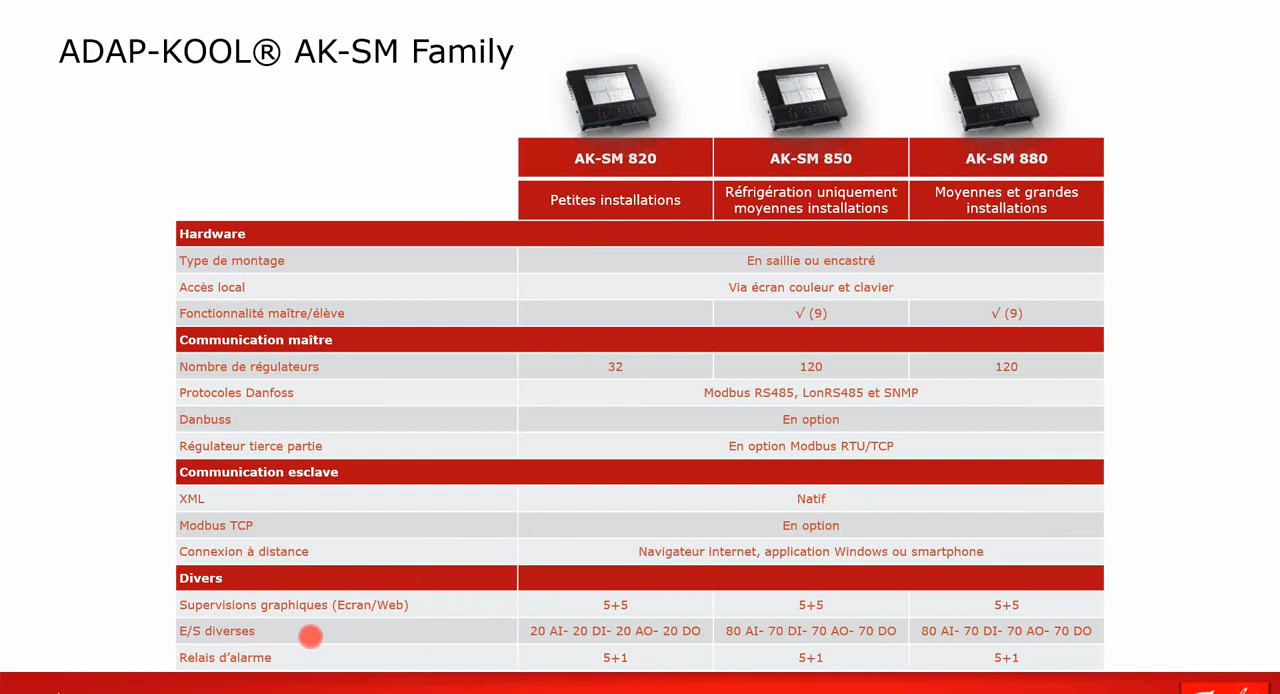 ADAP-KOOL® AK-SM Family
AK-SM 820
AK-SM 850
AK-SM 880
Petites installations
Réfrigération uniquement
moyennes installations
Moyennes et grandes
installations
Hardware
Type de montage
En saillie ou encastré
Accès local
Via écran couleur et clavier
Fonctionnalité maître/élève
√ (9)
√ (9)
Communication maître
Nombre de régulateurs
32
120
120
Protocoles Danfoss
Modbus RS485, LonRS485 et SNMP
Danbuss
En option
Régulateur tierce partie
En option Modbus RTU/TCP
Communication esclave
XML
Natif
Modbus TCP
En option
Connexion à distance
Navigateur internet, application Windows ou smartphone
Divers
Supervisions graphiques (Ecran/Web)
5+5
5+5
5+5
E/S diverses
20 AI- 20 DI- 20 AO- 20 DO
80 AI- 70 DI- 70 AO- 70 DO
80 AI- 70 DI- 70 AO- 70 DO
Relais d’alarme
5+1
5+1
5+1